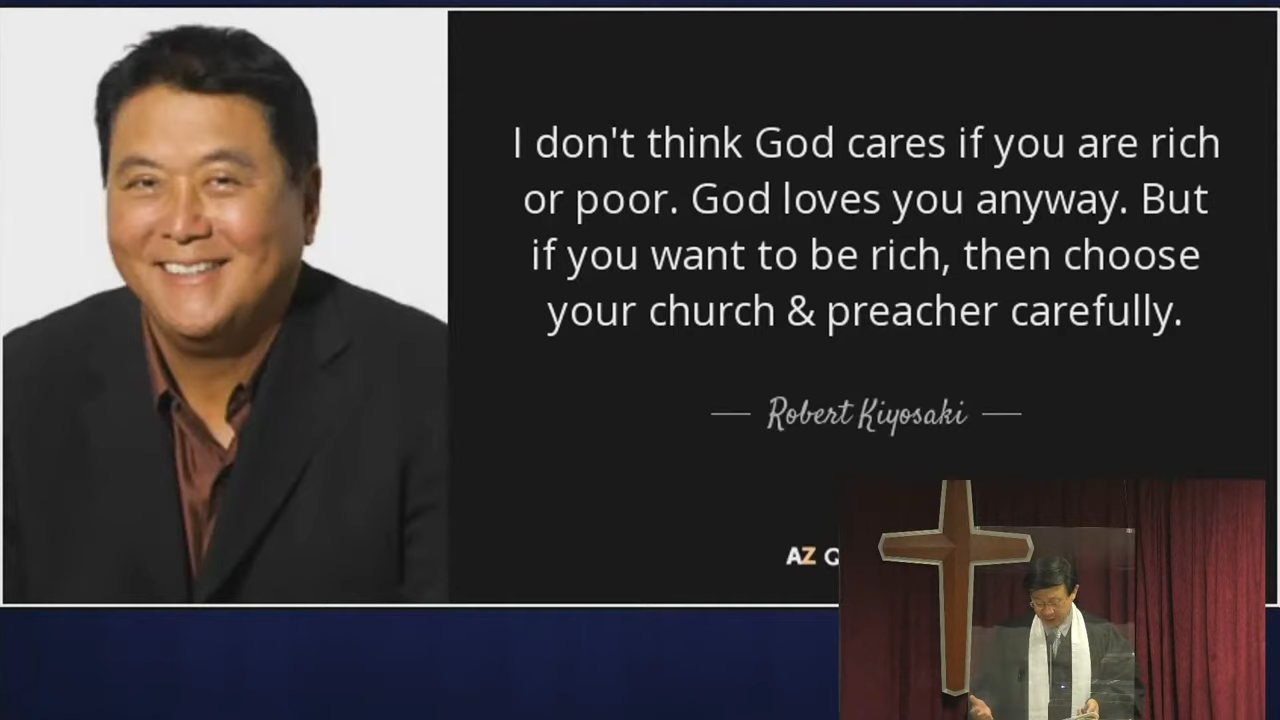 I don't think God cares if you are rich
or poor. God loves you anyway. But
if you want to be rich, then choose
your church & preacher carefully.
Robert Kiyosaki
AZ